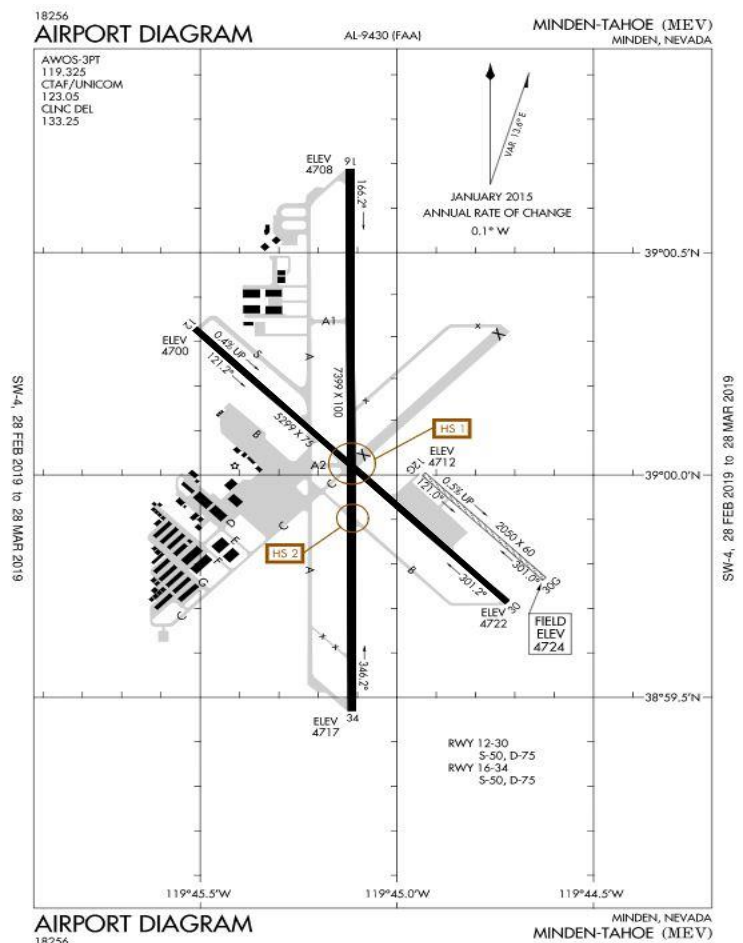 18256
AIRPORT DIAGRAM
AL-9430 (FAA)
MINDEN-TAHOE (MEV)
MINDEN, NEVADA
AWOS-3PT
119.325
CTAF/UNICOM
123.05
CLNC DEL
133.25
VAR 13.6° E
JANUARY 2015
ANNUAL RATE OF CHANGE
0.1° W
ELEV
4708
16
166.2°
39°00.5'N
A1
12
ELEV
4700
0.4% UP
121.2°
S
A
7399 X 100
5299 X 75
X
X
X
X
HS 1
B
A2
C
ELEV
4712
12G
121.0°
0.5% UP
2050 X 60
301.0°
30G
39°00.0'N
D
E
F
G
C
C
HS 2
A
B
301.2°
30
ELEV
4722
FIELD
ELEV
4724
X
X
346.2°
34
ELEV
4717
38°59.5'N
RWY 12-30
S-50, D-75
RWY 16-34
S-50, D-75
119°45.5'W
119°45.0'W
119°44.5'W
SW-4, 28 FEB 2019 to 28 MAR 2019
SW-4, 28 FEB 2019 to 28 MAR 2019
AIRPORT DIAGRAM
18256
MINDEN, NEVADA
MINDEN-TAHOE (MEV)